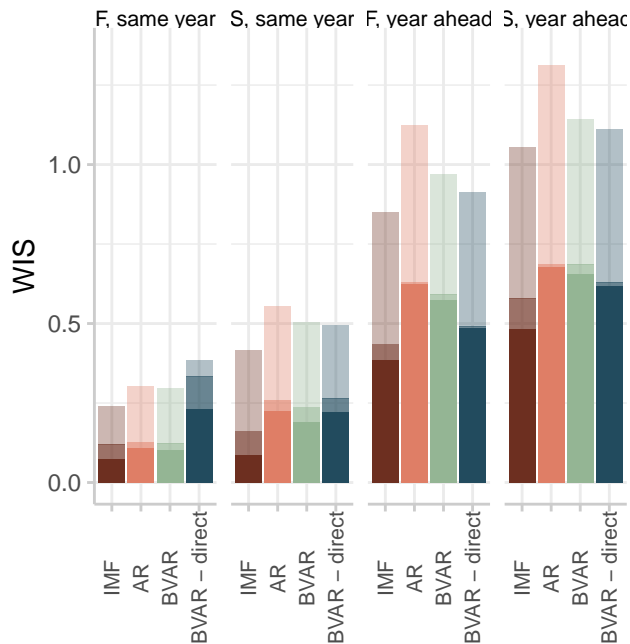 F, same year
S, same year
F, year ahead
S, year ahead
WIS
1.0
0.5
0.0
IMF
AR
BVAR
BVAR – direct
IMF
AR
BVAR
BVAR – direct
IMF
AR
BVAR
BVAR – direct
IMF
AR
BVAR
BVAR – direct